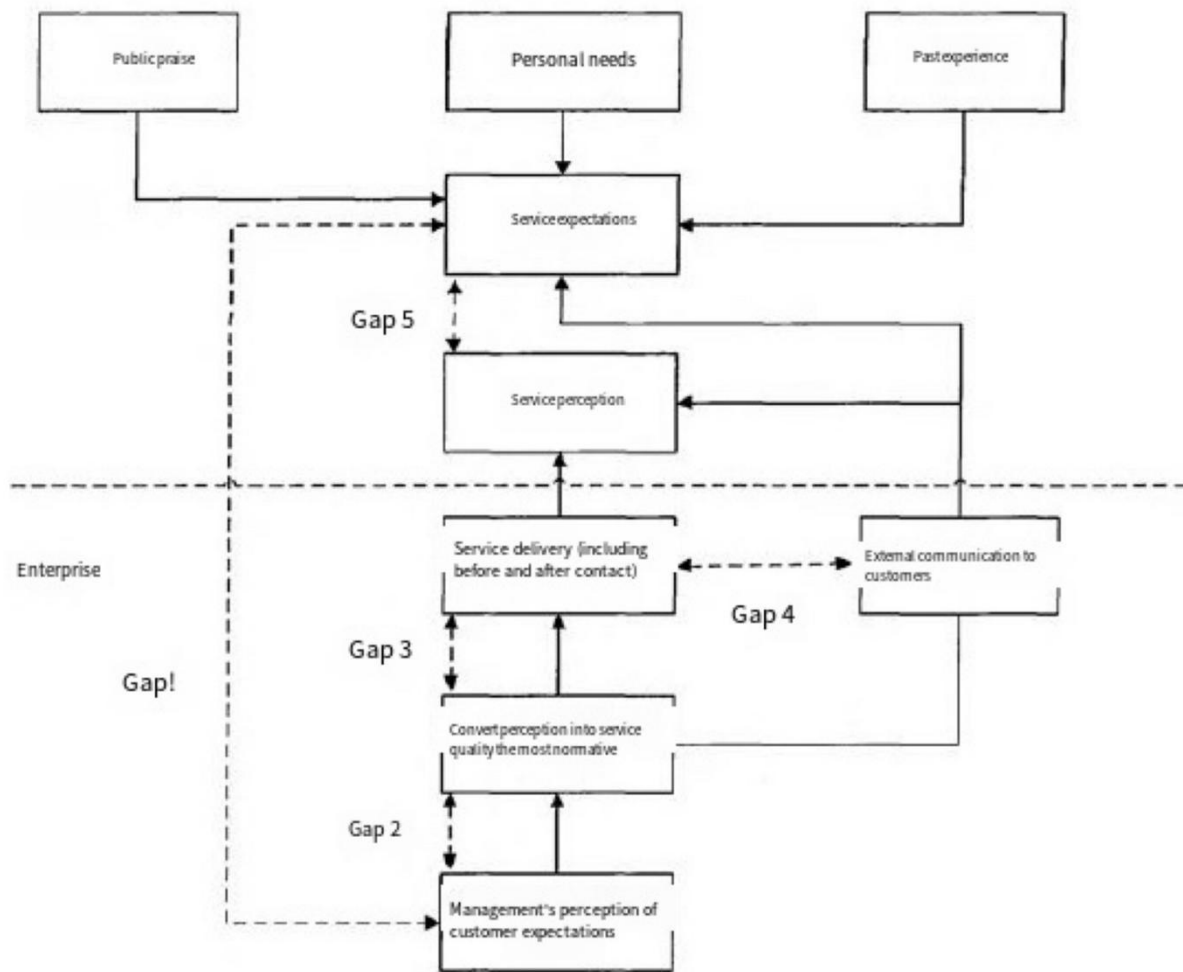 Public praise
Personal needs
Past experience
Service expectations
Gap 5
Service perception
Enterprise
Service delivery (including
before and after contact)
External communication to
customers
Gap 4
Gap 3
Gap!
Convert perception into service
quality the most normative
Gap 2
Management's perception of
customer expectations